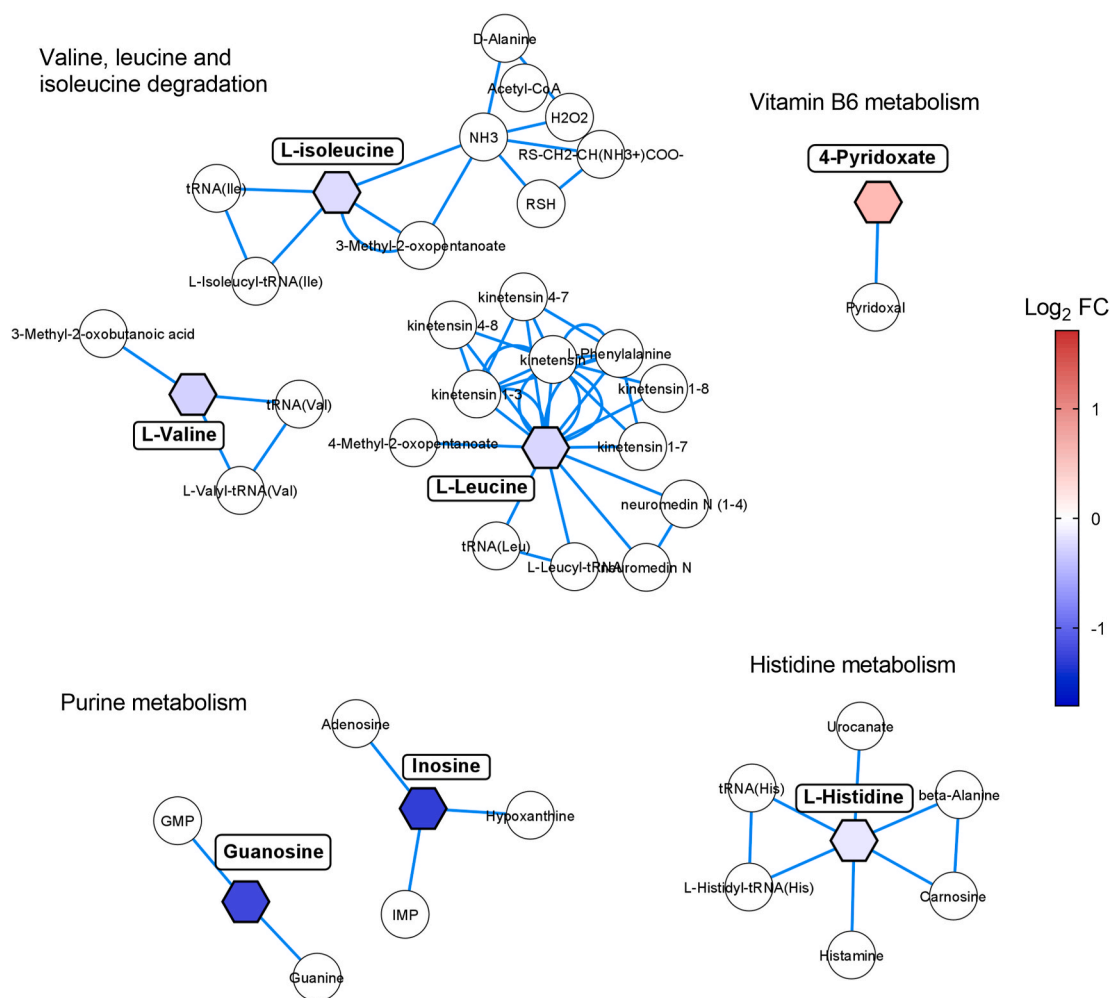 Valine, leucine and
isoleucine degradation
D-Alanine
Acetyl-CoA
H2O2
NH3
RS-CH2-CH(NH3+)COO-
RSH
L-isoleucine
tRNA(Ile)
3-Methyl-2-oxopentanoate
L-Isoleucyl-tRNA(Ile)
Vitamin B6 metabolism
4-Pyridoxate
Pyridoxal
Log2 FC
1
0
-1
3-Methyl-2-oxobutanoic acid
L-Valine
tRNA(Val)
L-Valyl-tRNA(Val)
kinetensin 4-7
kinetensin 4-8
kinetensin
L-Phenylalanine
kinetensin 1-3
kinetensin 1-8
4-Methyl-2-oxopentanoate
kinetensin 1-7
L-Leucine
neuromedin N (1-4)
tRNA(Leu)
L-Leucyl-tRNA
neuromedin N
Purine metabolism
Adenosine
Inosine
Hypoxanthine
GMP
Guanosine
IMP
Guanine
Histidine metabolism
Urocanate
tRNA(His)
L-Histidine
beta-Alanine
L-Histidyl-tRNA(His)
Carnosine
Histamine